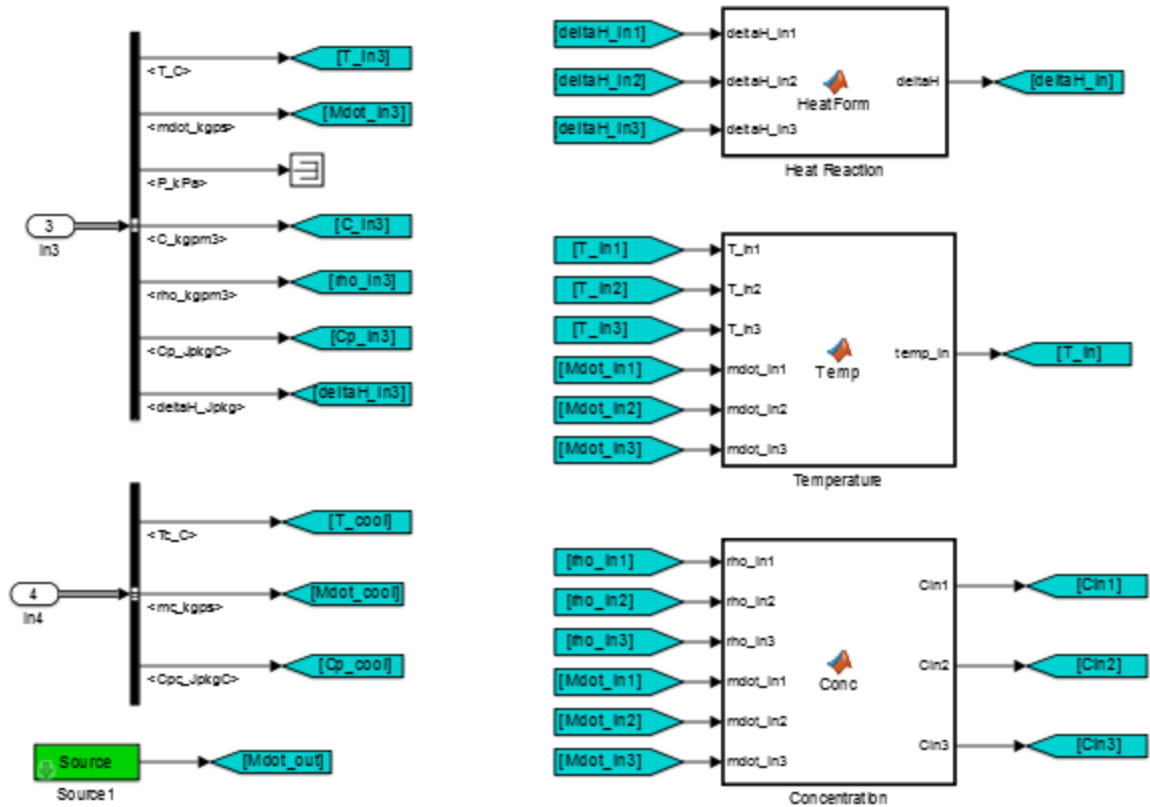 <T_C>
[T_In3]
<mdot_kgps>
[Mdot_In3]
<P_kPa>
3
In3
<C_kgpm3>
[C_In3]
<rho_kgpm3>
[rho_In3]
<Cp_JpkgC>
[Cp_In3]
<deltaH_Jpkg>
[deltaH_In3]
4
In4
<Tc_C>
[T_cool]
<mc_kgps>
[Mdot_cool]
<Cpc_JpkgC>
[Cp_cool]
Source
Source1
[Mdot_out]
[deltaH_In1]
[deltaH_In2]
[deltaH_In3]
deltaH_In1
deltaH_In2
deltaH_In3
HeatForm
deltaH
[deltaH_In]
Heat Reaction
[T_In1]
[T_In2]
[T_In3]
[Mdot_In1]
[Mdot_In2]
[Mdot_In3]
T_In1
T_In2
T_In3
mdot_In1
mdot_In2
mdot_In3
Temp
temp_In
[T_In]
Temperature
[rho_In1]
[rho_In2]
[rho_In3]
[Mdot_In1]
[Mdot_In2]
[Mdot_In3]
rho_In1
rho_In2
rho_In3
mdot_In1
mdot_In2
mdot_In3
Conc
CIn1
CIn2
CIn3
[CIn1]
[CIn2]
[CIn3]
Concentration